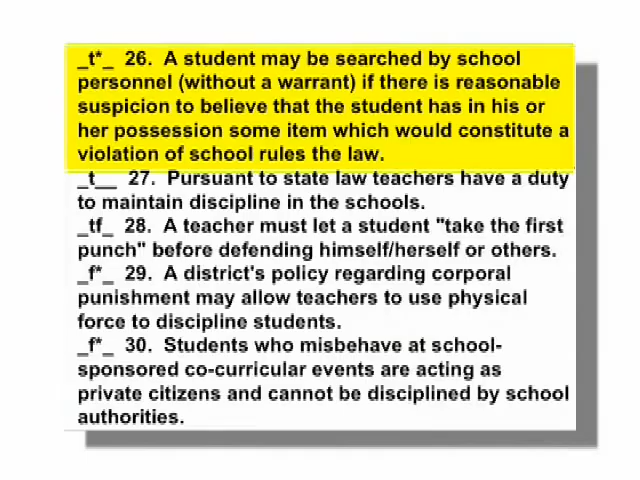 _t*_ 26. A student may be searched by school
personnel (without a warrant) if there is reasonable
suspicion to believe that the student has in his or
her possession some item which would constitute a
violation of school rules the law.
_t__ 27. Pursuant to state law teachers have a duty
to maintain discipline in the schools.
_tf_ 28. A teacher must let a student "take the first
punch" before defending himself/herself or others.
_f*_ 29. A district's policy regarding corporal
punishment may allow teachers to use physical
force to discipline students.
_f*_ 30. Students who misbehave at school-
sponsored co-curricular events are acting as
private citizens and cannot be disciplined by school
authorities.